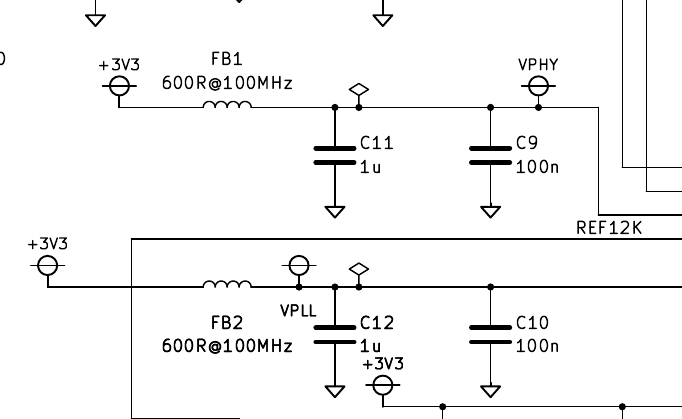 FB1
+3V3
VPHY
600R@100MHz
C11
C9
1u
100n
REF12K
+3V3
VPLL
FB2
C12
C10
600R@100MHz
1u
100n
+3V3